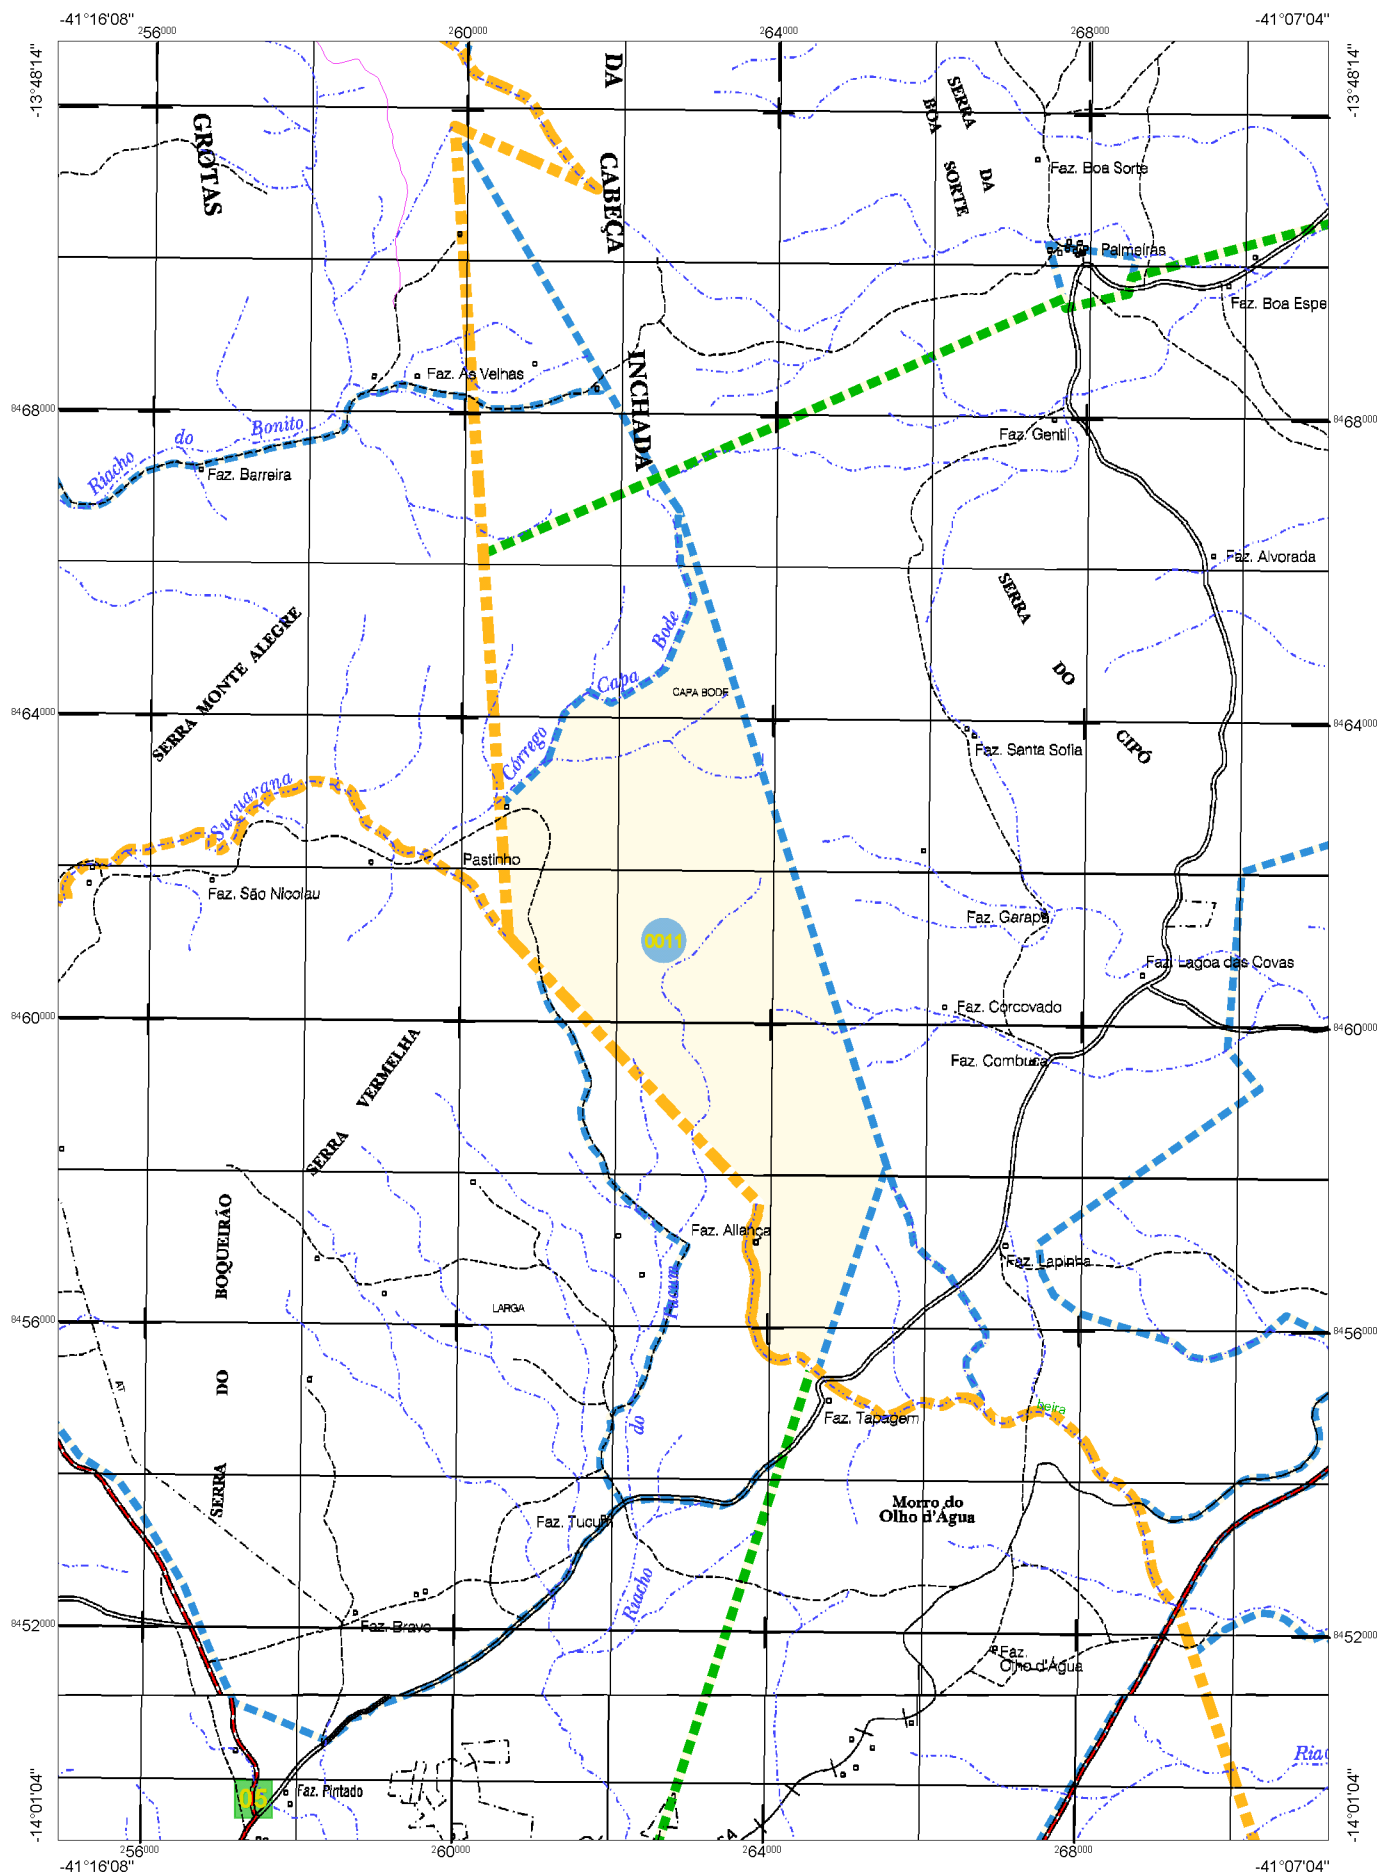 -41°16'08"
-41°07'04"
256000
260000
264000
268000
-13°48'14"
-13°48'14"
DA
SERRA
BOA
GROTAS
CABEÇA
DA
SORTE
Faz. Boa Sorte
Palmeiras
Faz. Boa Espe
INCHADA
Faz. As Velhas
8468000
8468000
Riacho
do
Bonito
Faz. Gentil
Faz. Barreira
Faz. Alvorada
SERRA
SERRA MONTE ALEGRE
Bode
Capa
CAPA BODE
DO
8464000
8464000
Córrego
CIPÓ
Faz. Santa Sofia
Suçuarana
Pastinho
Faz. São Nicolau
Faz. Garapa
0011
Faz. Lagoa das Covas
Faz. Corcovado
8460000
8460000
VERMELHA
Faz. Combuca
SERRA
BOQUEIRÃO
Faz. Aliança
Faz. Lapinha
LARGA
8456000
8456000
AT
DO
beira
do
Faz. Tapagem
SERRA
Morro do
Olho d'Água
Faz. Tucum
Riacho
Faz. Bravo
8452000
8452000
Faz.
Olho d'Água
Riac
05
Faz. Pintado
-14°01'04"
-14°01'04"
256000
260000
264000
268000
-41°16'08"
-41°07'04"